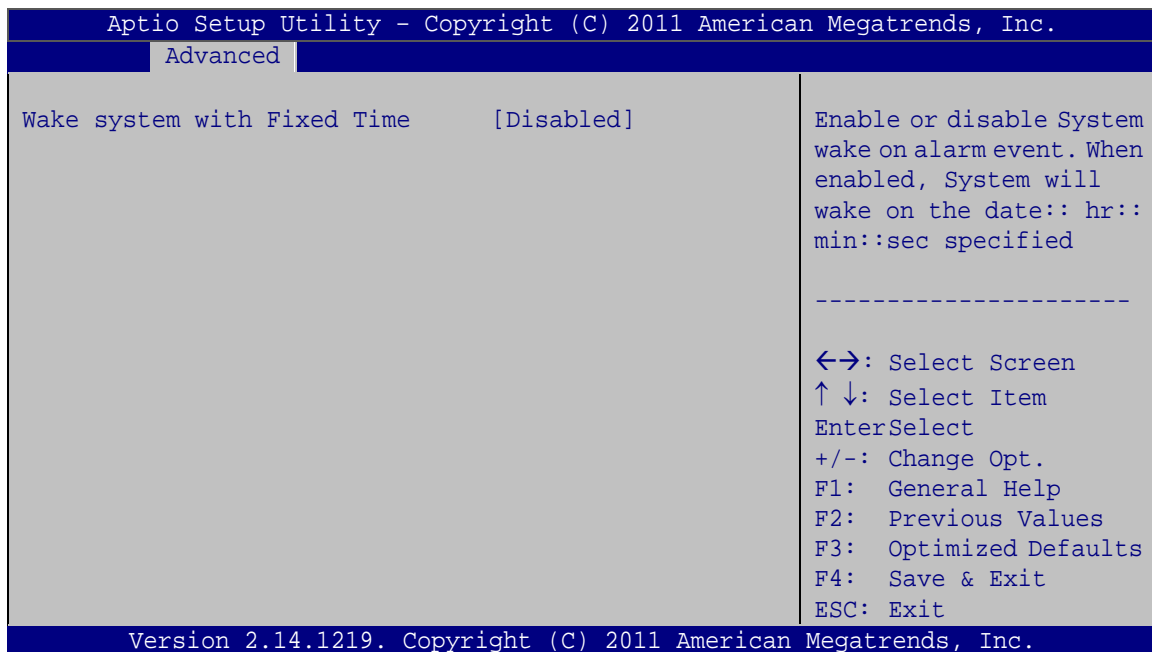 Aptio Setup Utility – Copyright (C) 2011 American Megatrends, Inc.
Advanced
Wake system with Fixed Time [Disabled]
Enable or disable System
wake on alarm event. When
enabled, System will
wake on the date:: hr::
min::sec specified
----------------------
←→: Select Screen
↑ ↓: Select Item
EnterSelect
+/-: Change Opt.
F1: General Help
F2: Previous Values
F3: Optimized Defaults
F4: Save & Exit
ESC: Exit
Version 2.14.1219. Copyright (C) 2011 American Megatrends, Inc.